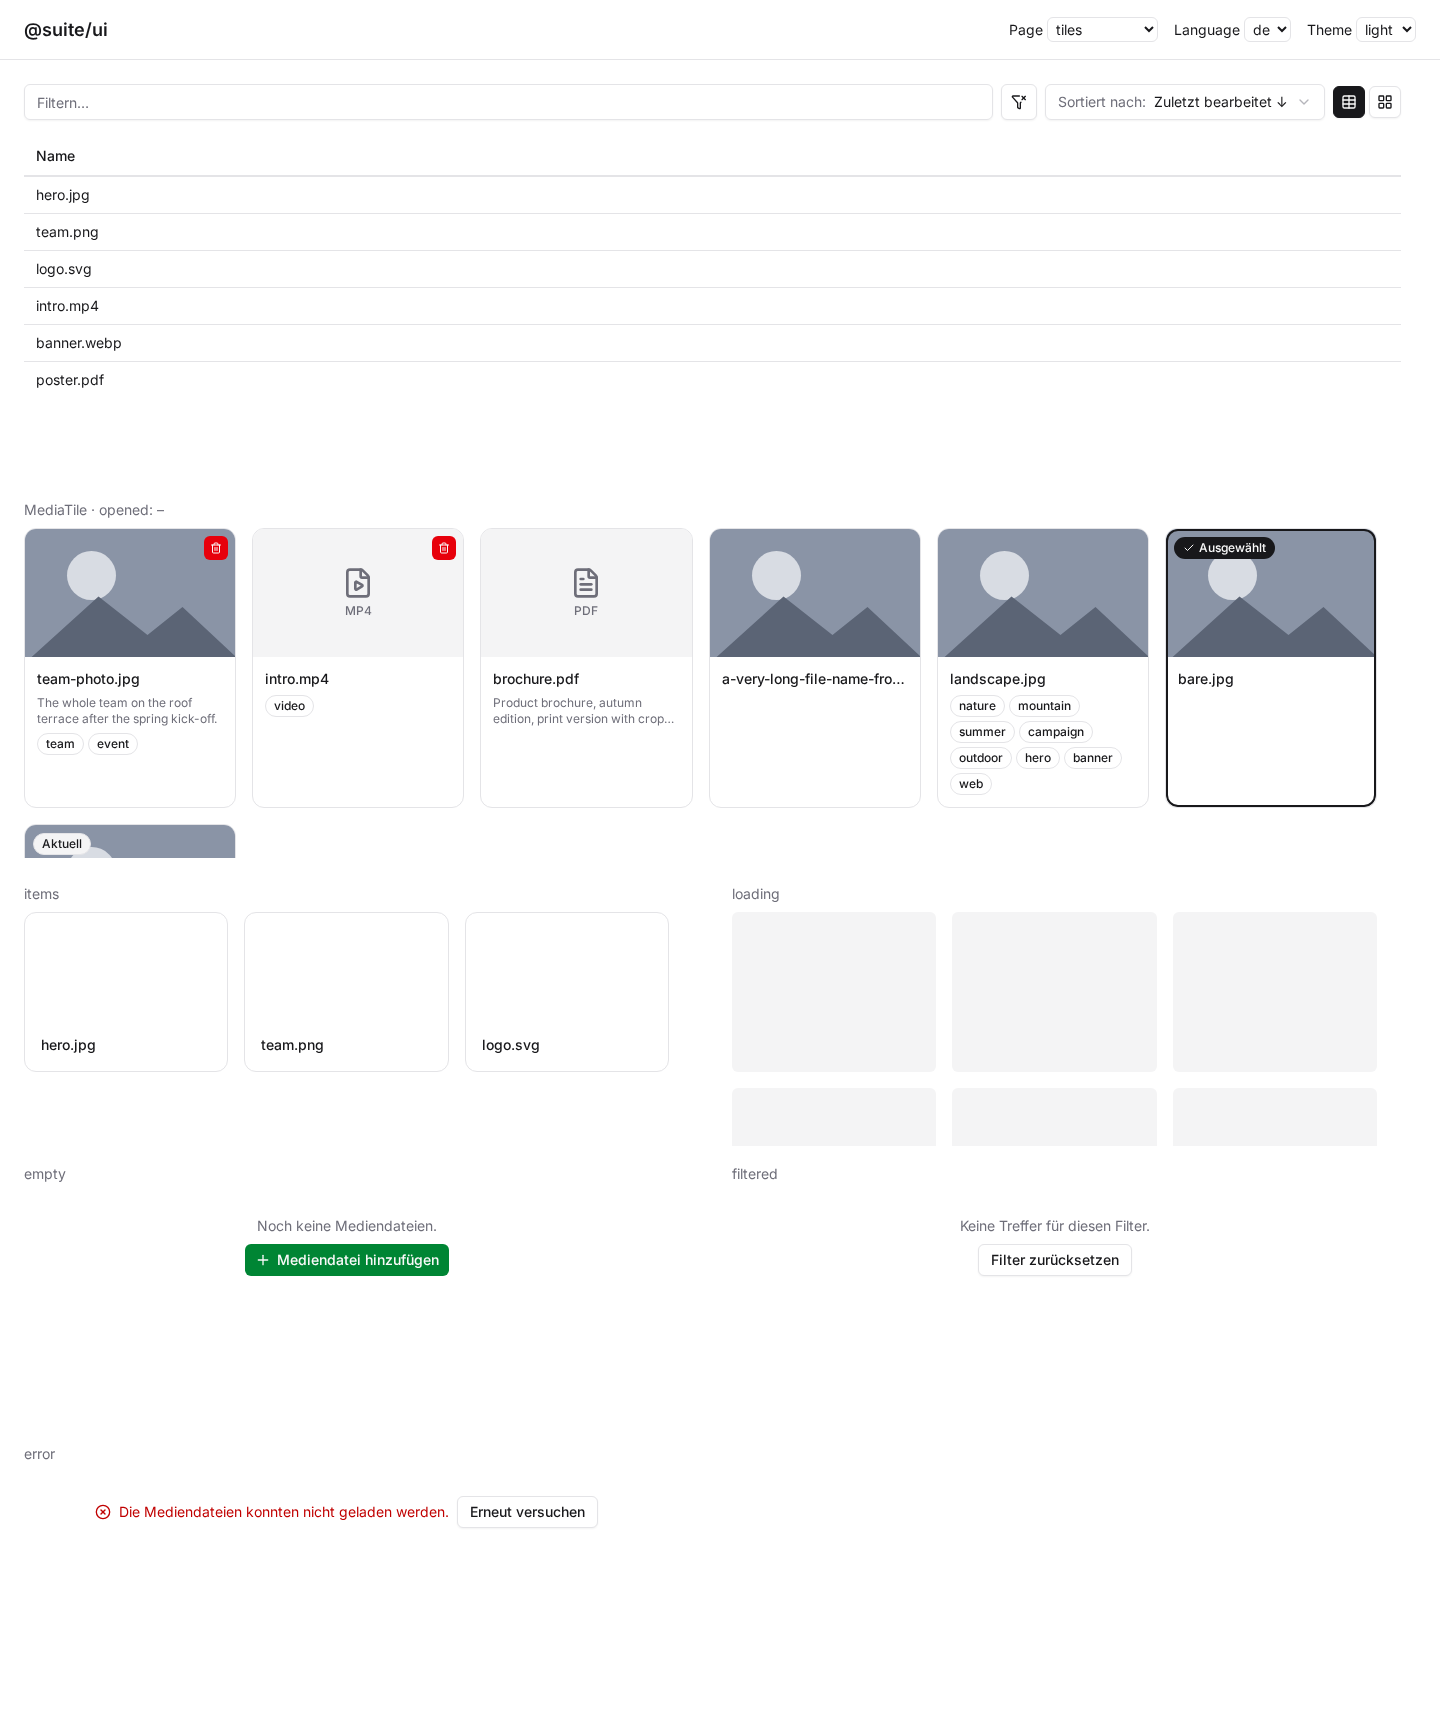 @suite/ui
Page tiles Language de Theme light
Filtern...
Sortiert nach: Zuletzt bearbeitet ↓
Name
hero.jpg
team.png
logo.svg
intro.mp4
banner.webp
poster.pdf
MediaTile · opened: –
MP4
PDF
Ausgewählt
team-photo.jpg
The whole team on the roof
terrace after the spring kick-off.
team event
intro.mp4
video
brochure.pdf
Product brochure, autumn
edition, print version with crop…
a-very-long-file-name-fro…
landscape.jpg
nature mountain
summer campaign
outdoor hero banner
web
bare.jpg
Aktuell
items
hero.jpg
team.png
logo.svg
loading
empty
Noch keine Mediendateien.
Mediendatei hinzufügen
filtered
Keine Treffer für diesen Filter.
Filter zurücksetzen
error
Die Mediendateien konnten nicht geladen werden. Erneut versuchen